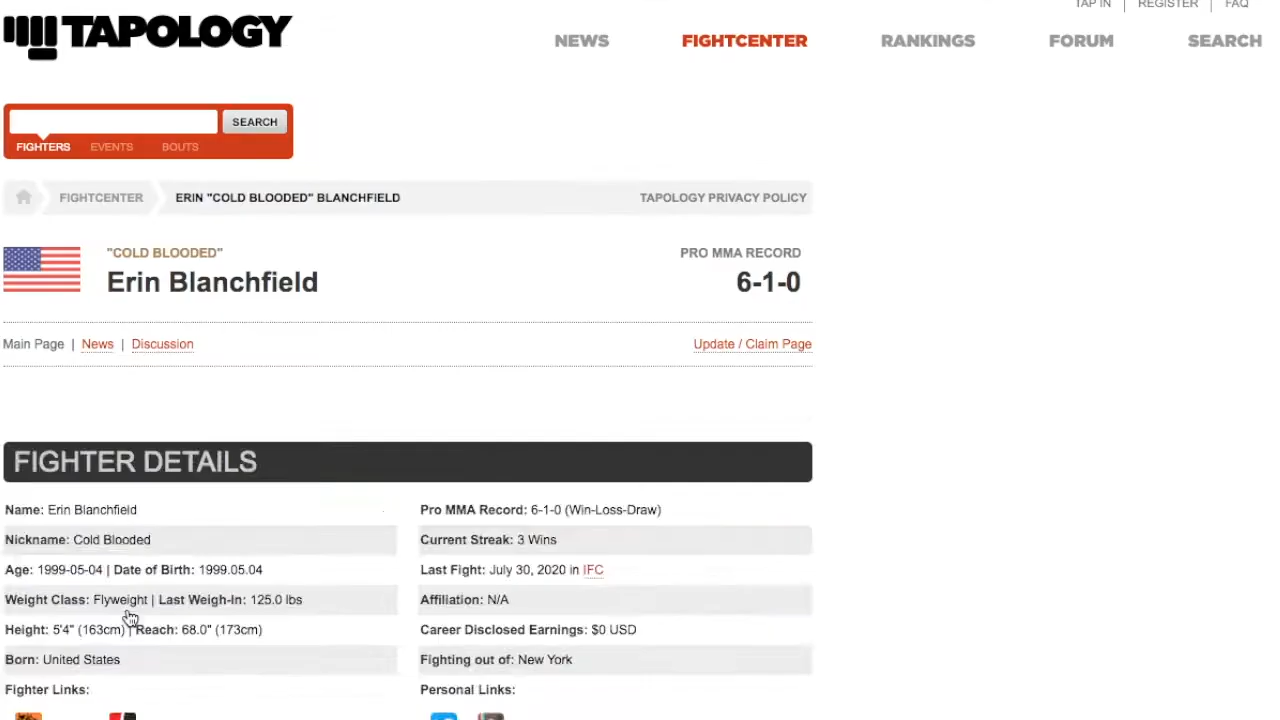 TAP IN | REGISTER | FAQ
TAPOLOGY
NEWS FIGHTCENTER RANKINGS FORUM SEARCH
SEARCH
FIGHTERS EVENTS BOUTS
FIGHTCENTER ERIN "COLD BLOODED" BLANCHFIELD TAPOLOGY PRIVACY POLICY
"COLD BLOODED" PRO MMA RECORD
Erin Blanchfield 6-1-0
Main Page | News | Discussion Update / Claim Page
FIGHTER DETAILS
Name: Erin Blanchfield Pro MMA Record: 6-1-0 (Win-Loss-Draw)
Nickname: Cold Blooded Current Streak: 3 Wins
Age: 1999-05-04 | Date of Birth: 1999.05.04 Last Fight: July 30, 2020 in IFC
Weight Class: Flyweight | Last Weigh-In: 125.0 lbs Affiliation: N/A
Height: 5'4" (163cm) | Reach: 68.0" (173cm) Career Disclosed Earnings: $0 USD
Born: United States Fighting out of: New York
Fighter Links: Personal Links: